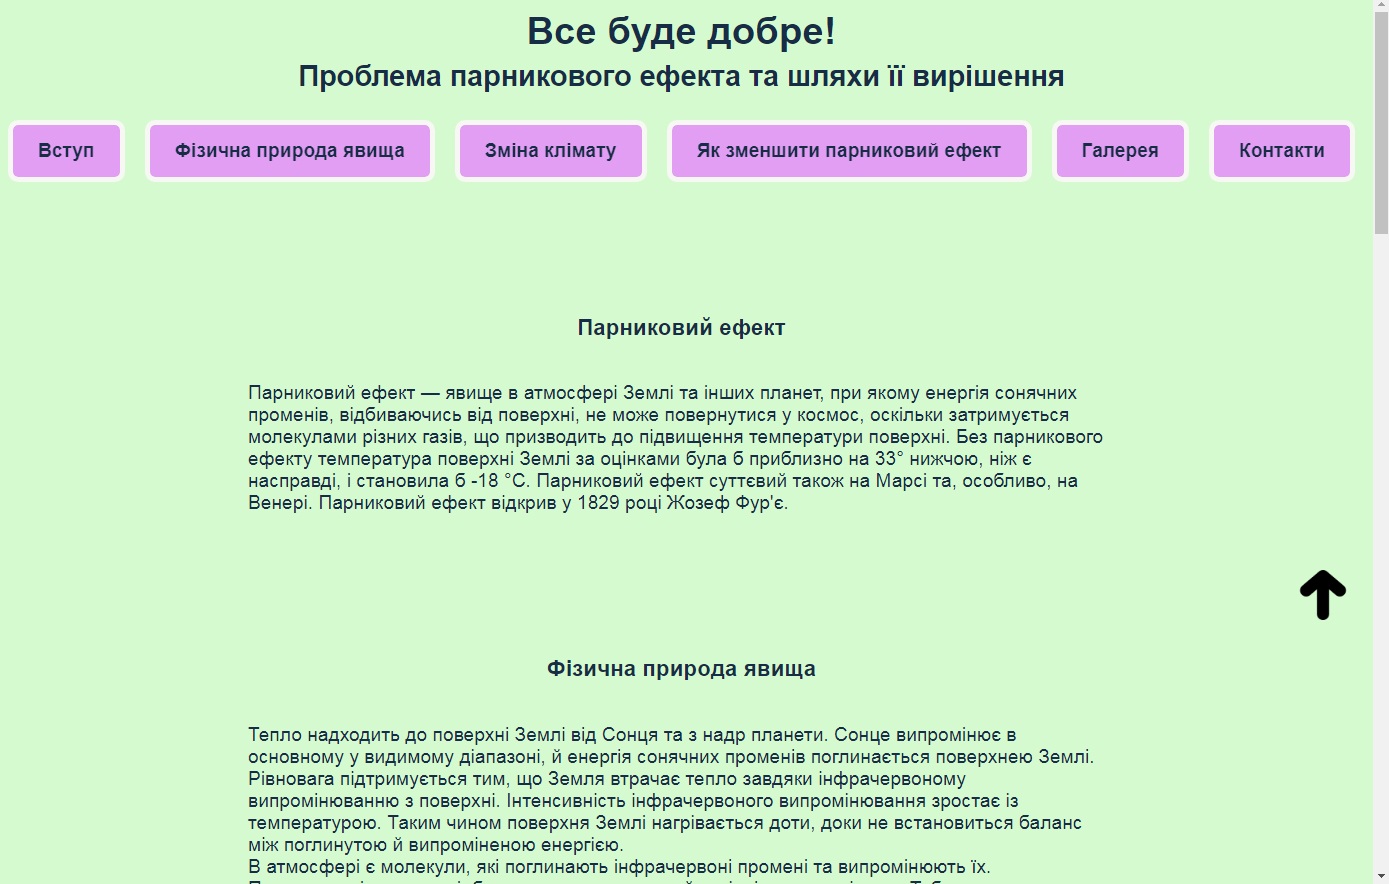 Все буде добре!
Проблема парникового ефекта та шляхи її вирішення
Вступ
Фізична природа явища
Зміна клімату
Як зменшити парниковий ефект
Галерея
Контакти
Парниковий ефект
Парниковий ефект — явище в атмосфері Землі та інших планет, при якому енергія сонячних
променів, відбиваючись від поверхні, не може повернутися у космос, оскільки затримується
молекулами різних газів, що призводить до підвищення температури поверхні. Без парникового
ефекту температура поверхні Землі за оцінками була б приблизно на 33° нижчою, ніж є
насправді, і становила б -18 °C. Парниковий ефект суттєвий також на Марсі та, особливо, на
Венері. Парниковий ефект відкрив у 1829 році Жозеф Фур'є.
Фізична природа явища
Тепло надходить до поверхні Землі від Сонця та з надр планети. Сонце випромінює в
основному у видимому діапазоні, й енергія сонячних променів поглинається поверхнею Землі.
Рівновага підтримується тим, що Земля втрачає тепло завдяки інфрачервоному
випромінюванню з поверхні. Інтенсивність інфрачервоного випромінювання зростає із
температурою. Таким чином поверхня Землі нагрівається доти, доки не встановиться баланс
між поглинутою й випроміненою енергією.
В атмосфері є молекули, які поглинають інфрачервоні промені та випромінюють їх.